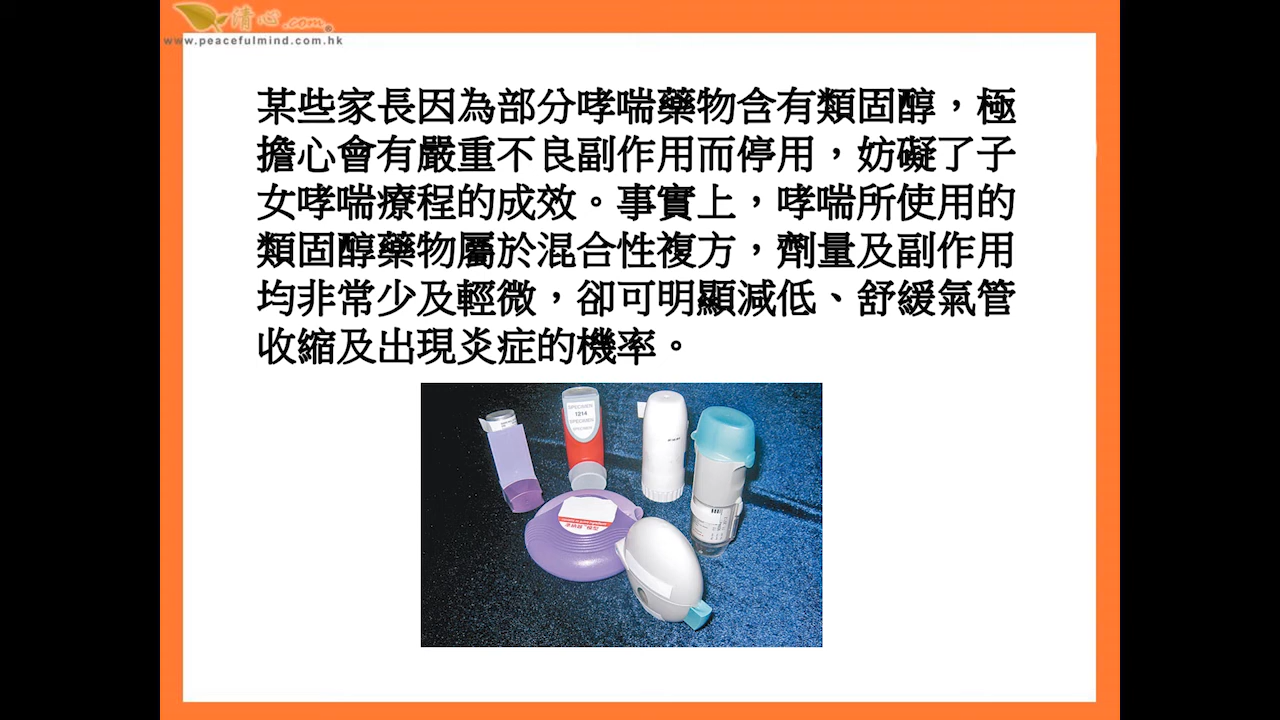 清心.com
www.peacefulmind.com.hk
某些家長因為部分哮喘藥物含有類固醇，極
擔心會有嚴重不良副作用而停用，妨礙了子
女哮喘療程的成效。事實上，哮喘所使用的
類固醇藥物屬於混合性複方，劑量及副作用
均非常少及輕微，卻可明顯減低、舒緩氣管
收縮及出現炎症的機率。
SPECIMEN
T214
SPECIMEN